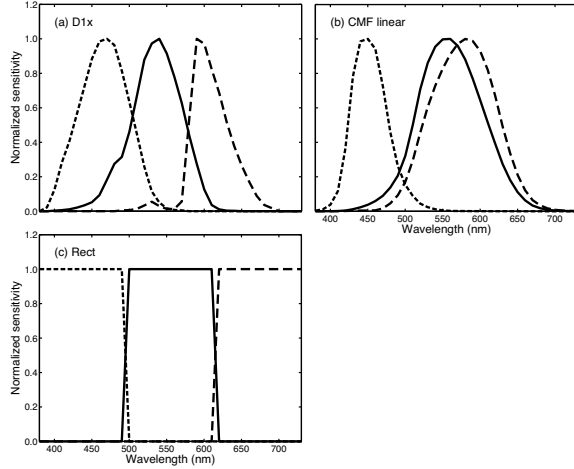 (a) D1x
(b) CMF linear
Normalized sensitivity
1.2
1.0
0.8
0.6
0.4
0.2
0.0
400 450 500 550 600 650 700
Wavelength (nm)
(c) Rect
Normalized sensitivity
1.2
1.0
0.8
0.6
0.4
0.2
0.0
400 450 500 550 600 650 700
Wavelength (nm)